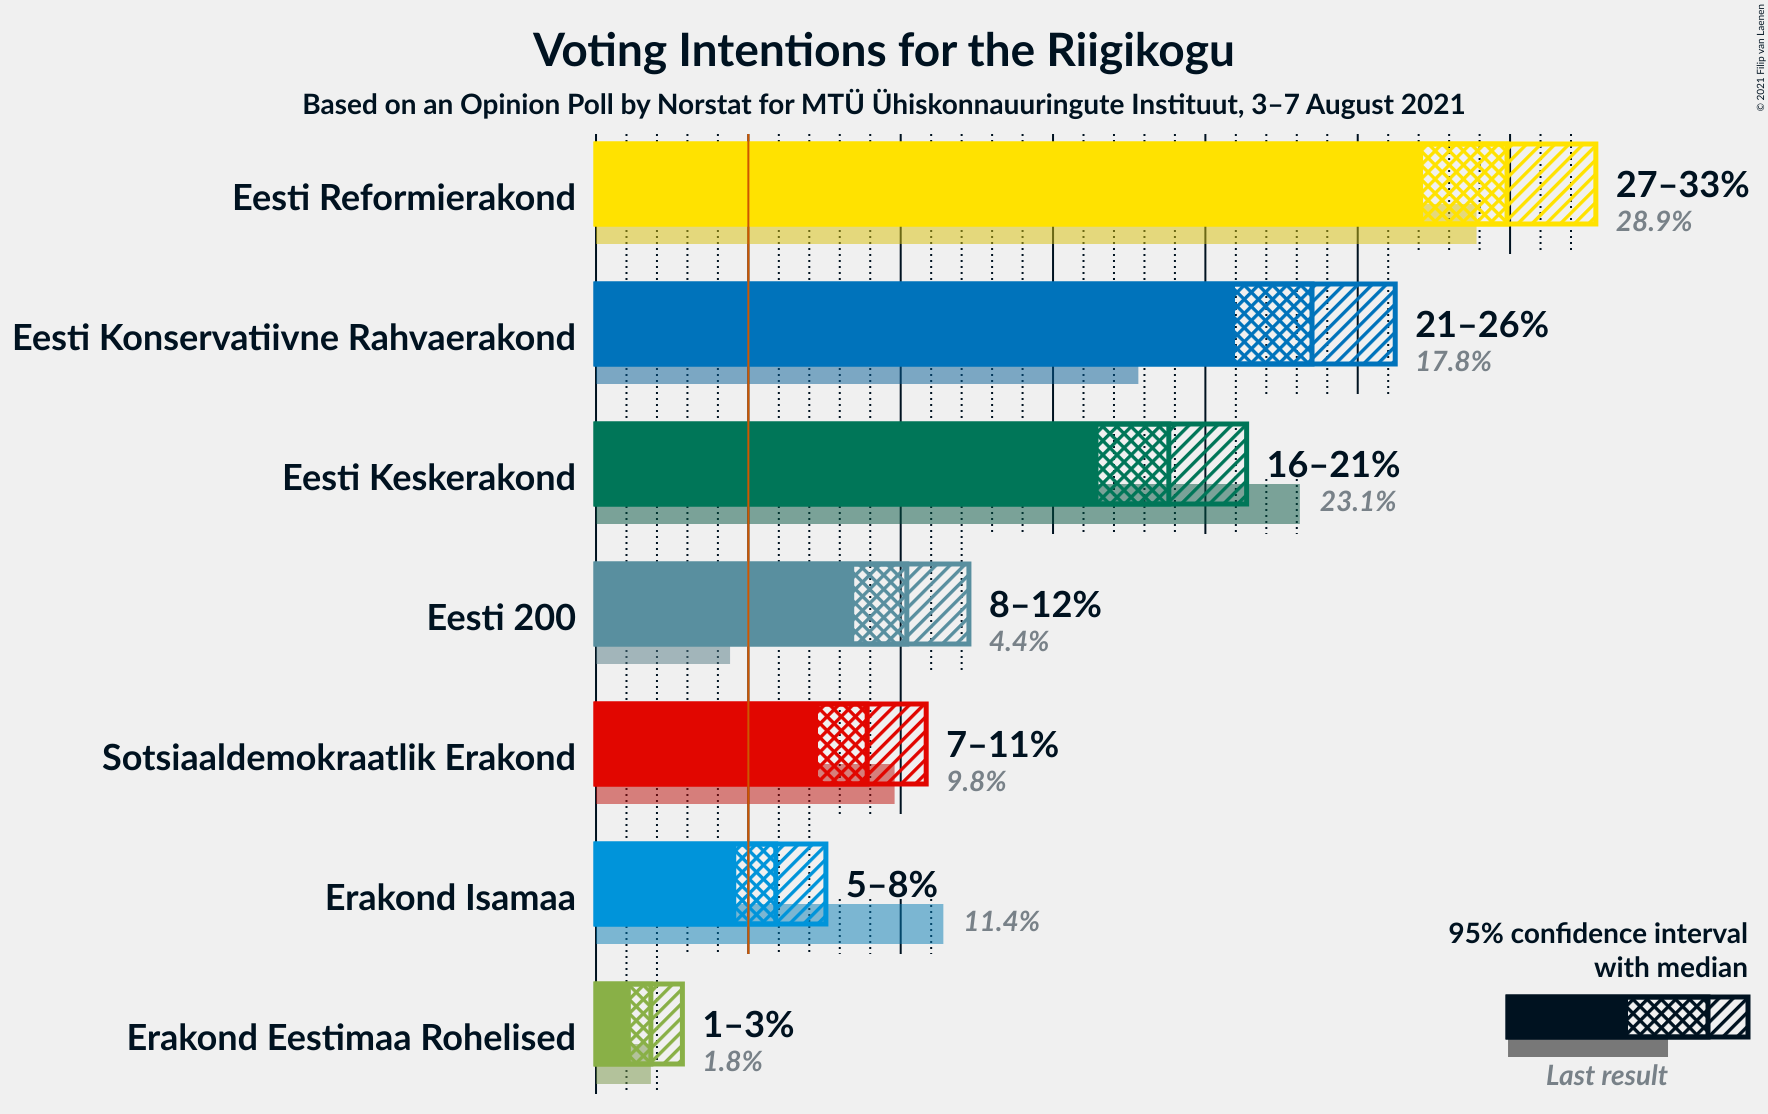 Voting Intentions for the Riigikogu
Based on an Opinion Poll by Norstat for MTÜ Ühiskonnauuringute Instituut, 3–7 August 2021
© 2021 Filip van Laenen
Eesti Reformierakond
27–33%
28.9%
Eesti Konservatiivne Rahvaerakond
21–26%
17.8%
Eesti Keskerakond
16–21%
23.1%
Eesti 200
8–12%
4.4%
Sotsiaaldemokraatlik Erakond
7–11%
9.8%
Erakond Isamaa
5–8%
11.4%
Erakond Eestimaa Rohelised
1–3%
1.8%
95% confidence interval
with median
Last result